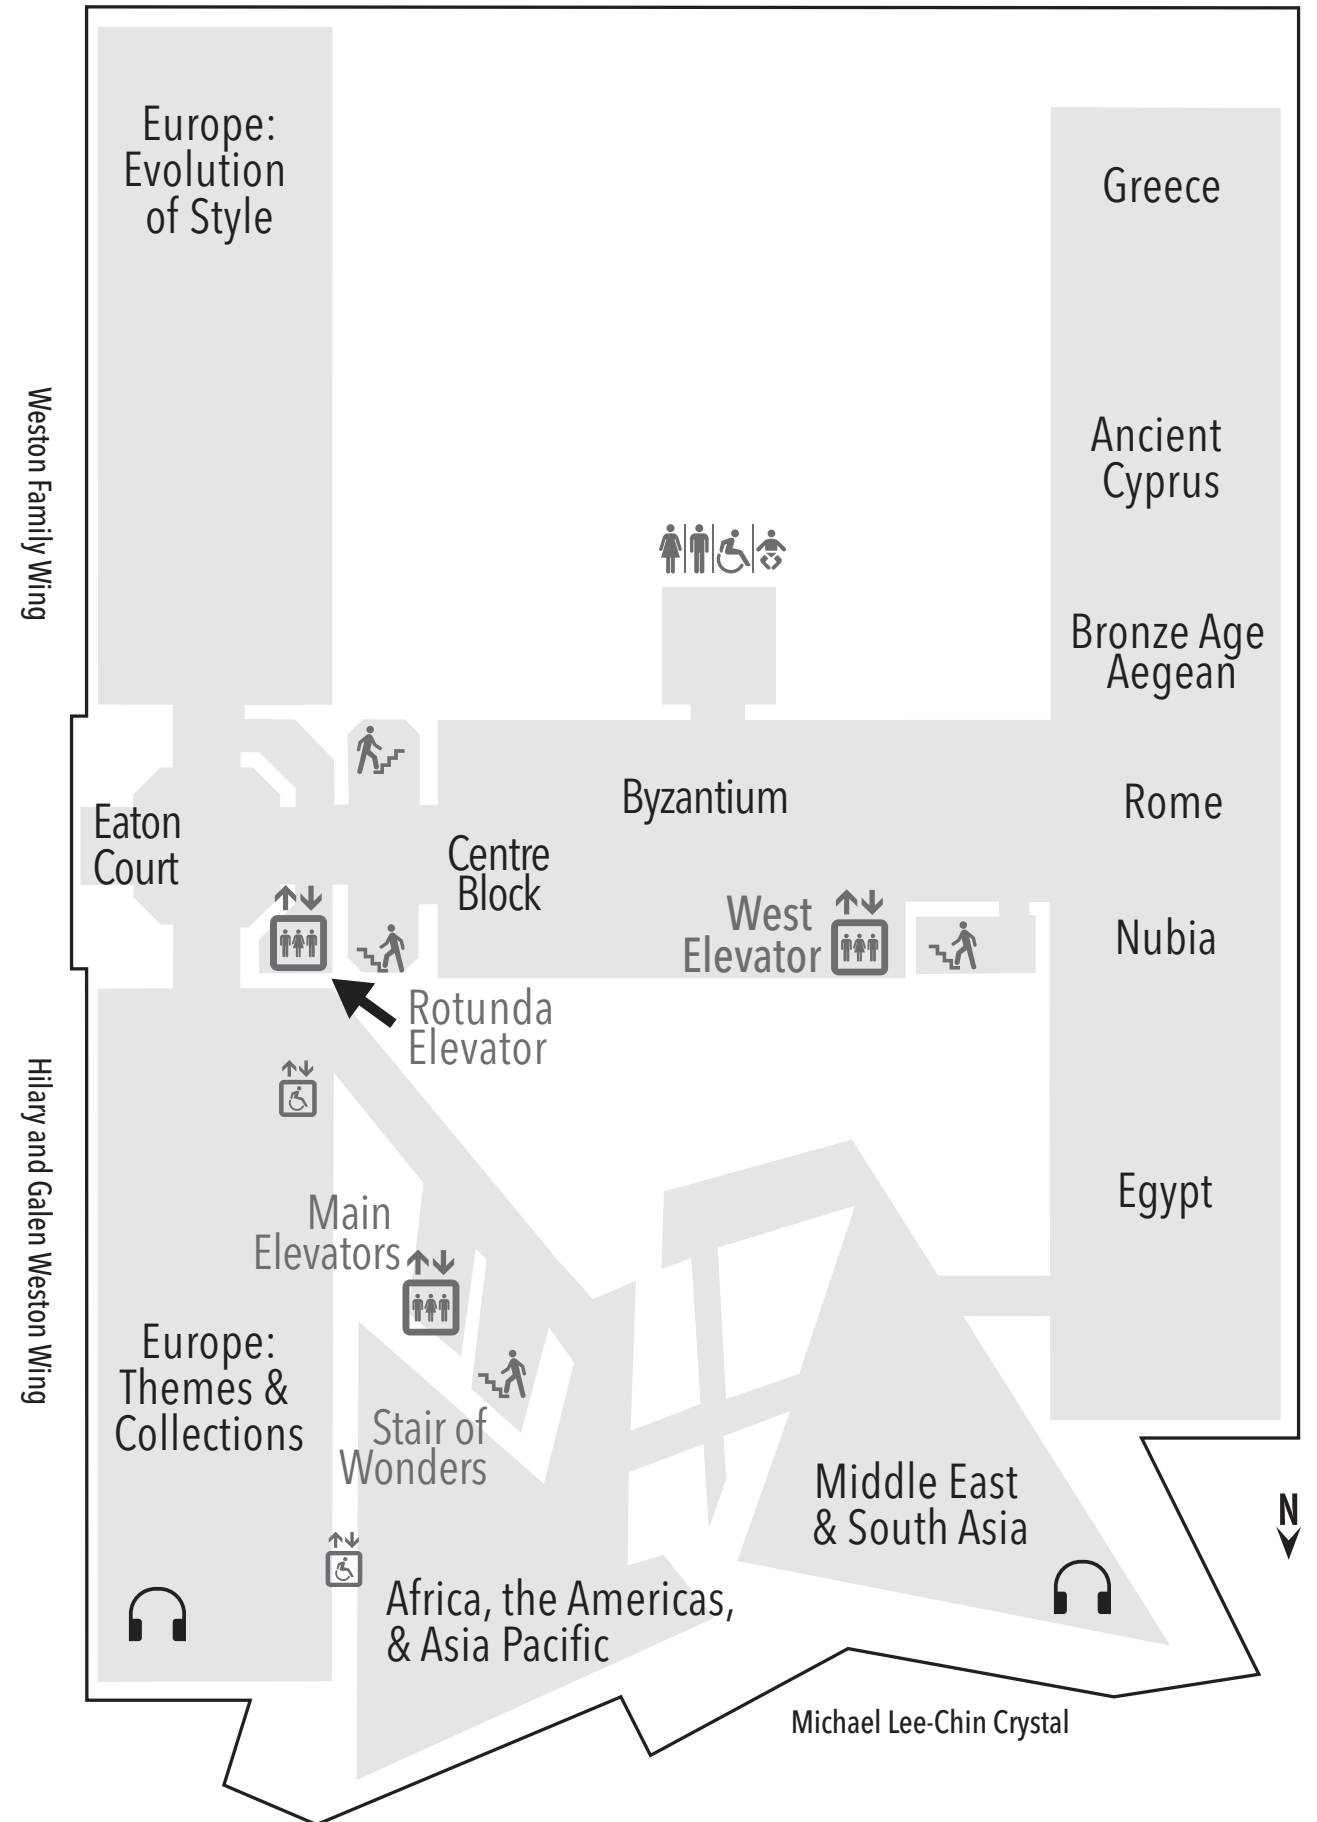 Europe:
Evolution
of Style
Greece
Weston Family Wing
Ancient
Cyprus
Bronze Age
Aegean
Byzantium
Rome
Eaton
Court
Centre
Block
West
Elevator
Nubia
Rotunda
Elevator
Hilary and Galen Weston Wing
Main
Elevators
Egypt
Europe:
Themes &
Collections
Stair of
Wonders
Middle East
& South Asia
N
Africa, the Americas,
& Asia Pacific
Michael Lee-Chin Crystal